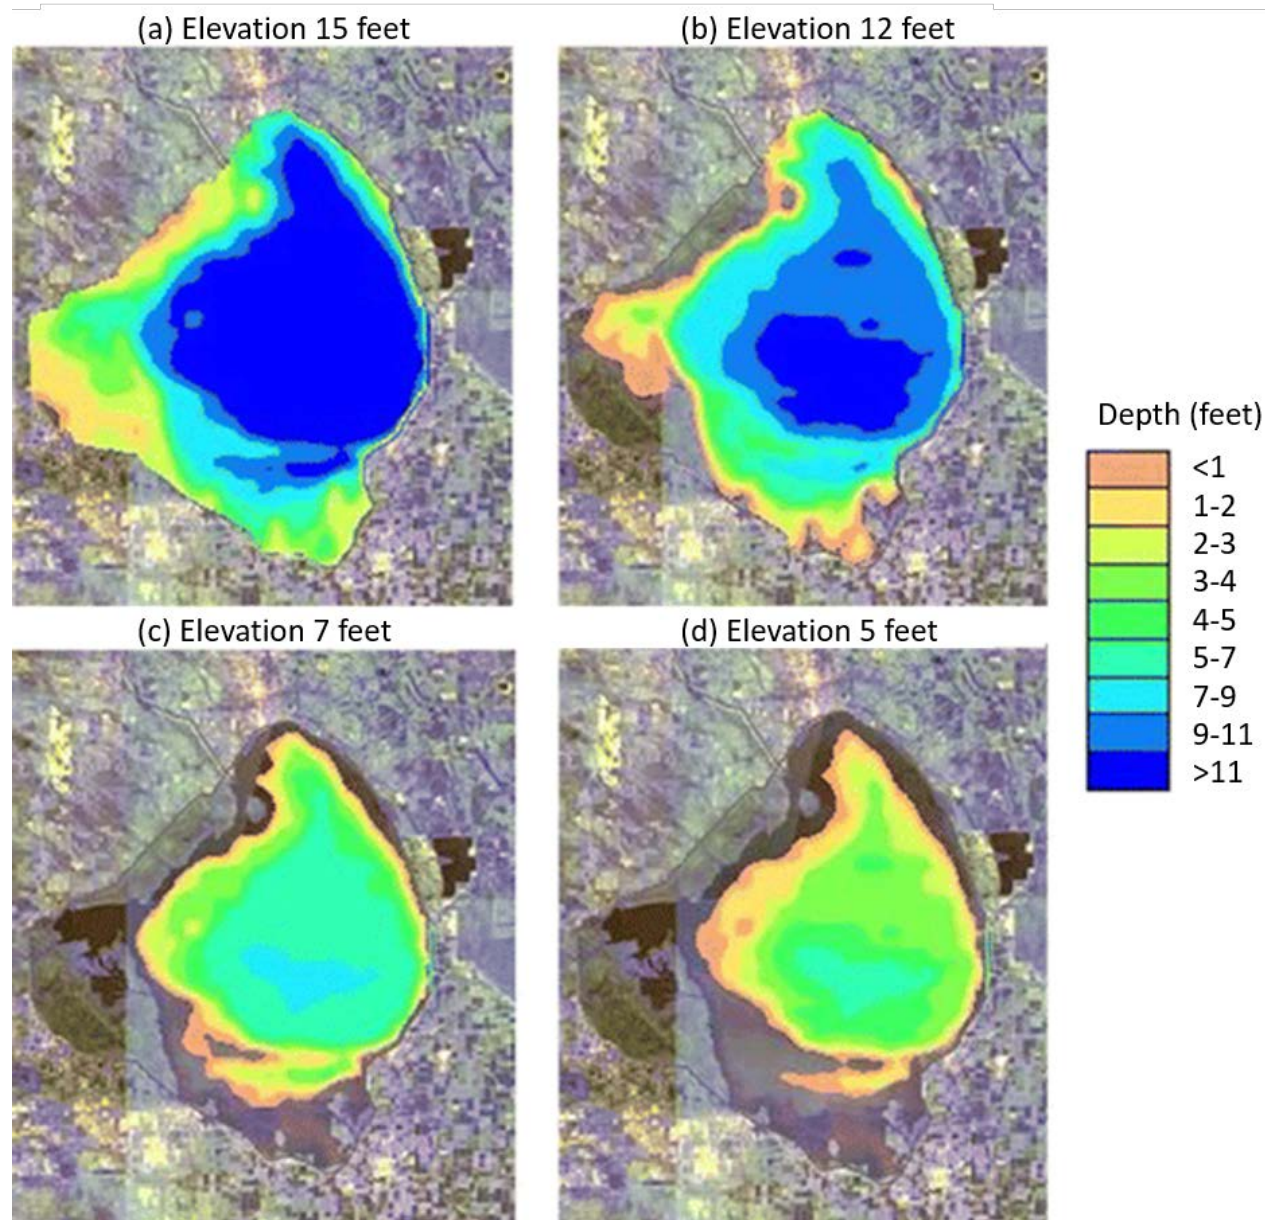 (a) Elevation 15 feet
(b) Elevation 12 feet
(c) Elevation 7 feet
(d) Elevation 5 feet
Depth (feet)
<1
1-2
2-3
3-4
4-5
5-7
7-9
9-11
>11